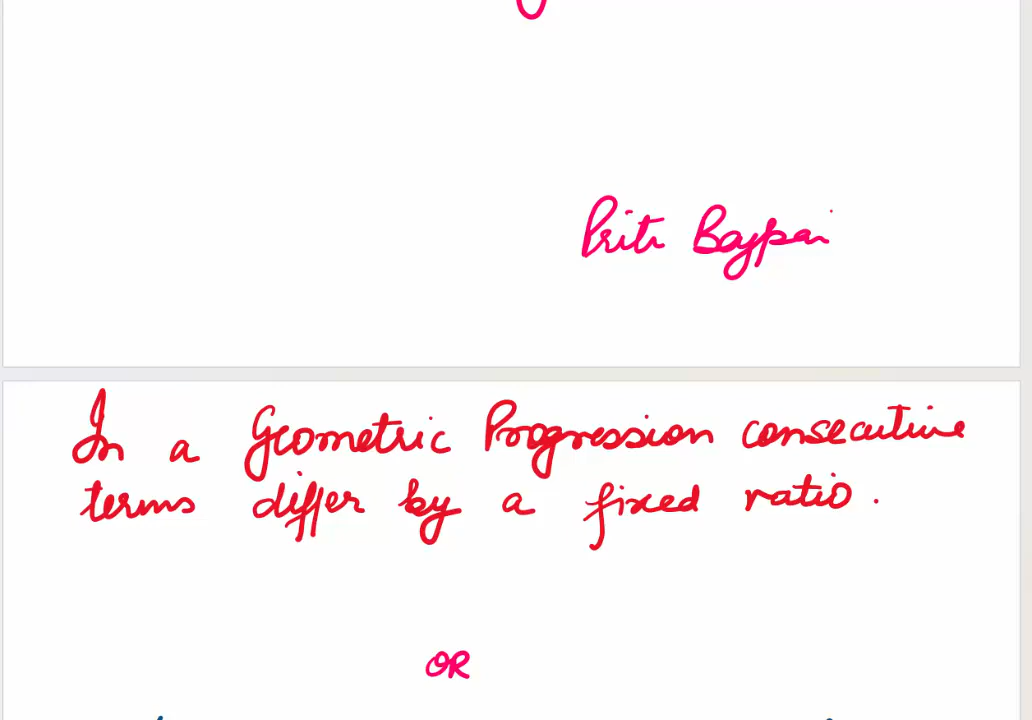 Priti Bajpai
In a Geometric Progression consecutive
terms differ by a fixed ratio.
OR